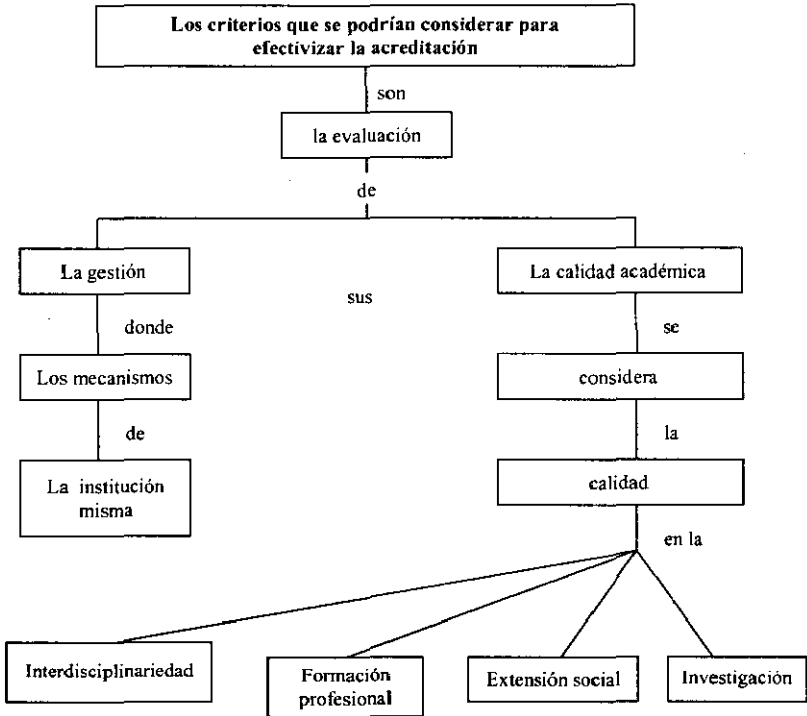 Los criterios que se podrían considerar para
efectivizar la acreditación
son
la evaluación
de
La gestión
La calidad académica
sus
donde
se
Los mecanismos
considera
de
la
La institución
misma
calidad
en la
Interdisciplinariedad
Formación
profesional
Extensión social
Investigación